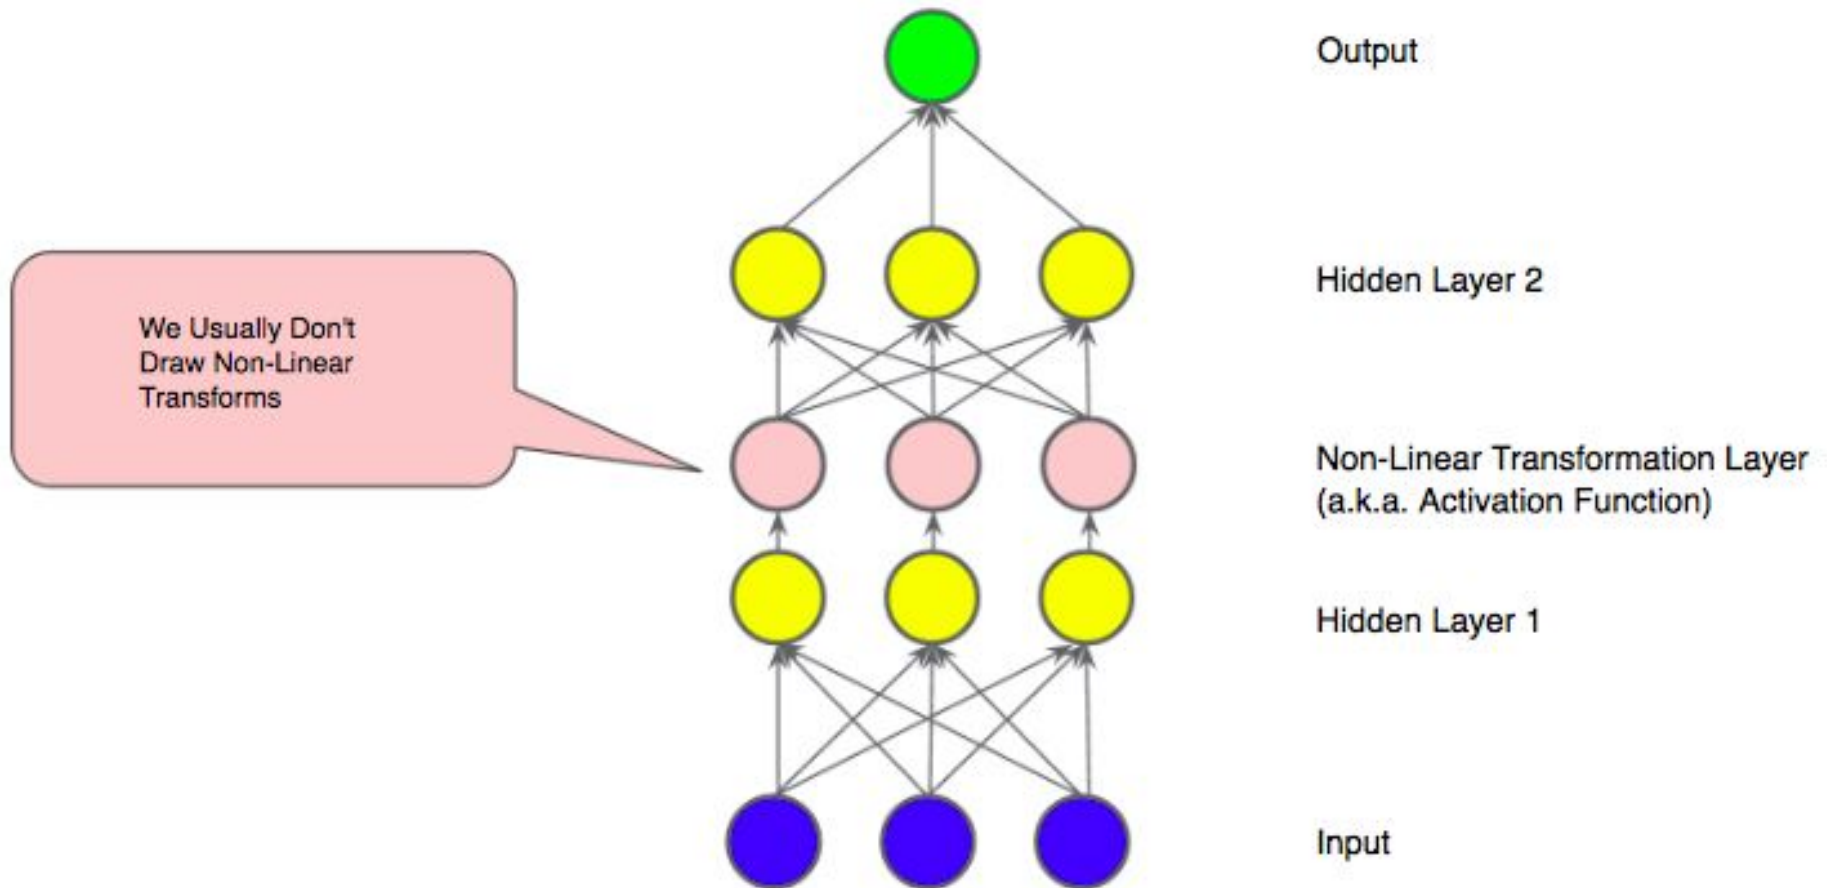 Output
Hidden Layer 2
We Usually Don't
Draw Non-Linear
Transforms
Non-Linear Transformation Layer
(a.k.a. Activation Function)
Hidden Layer 1
Input